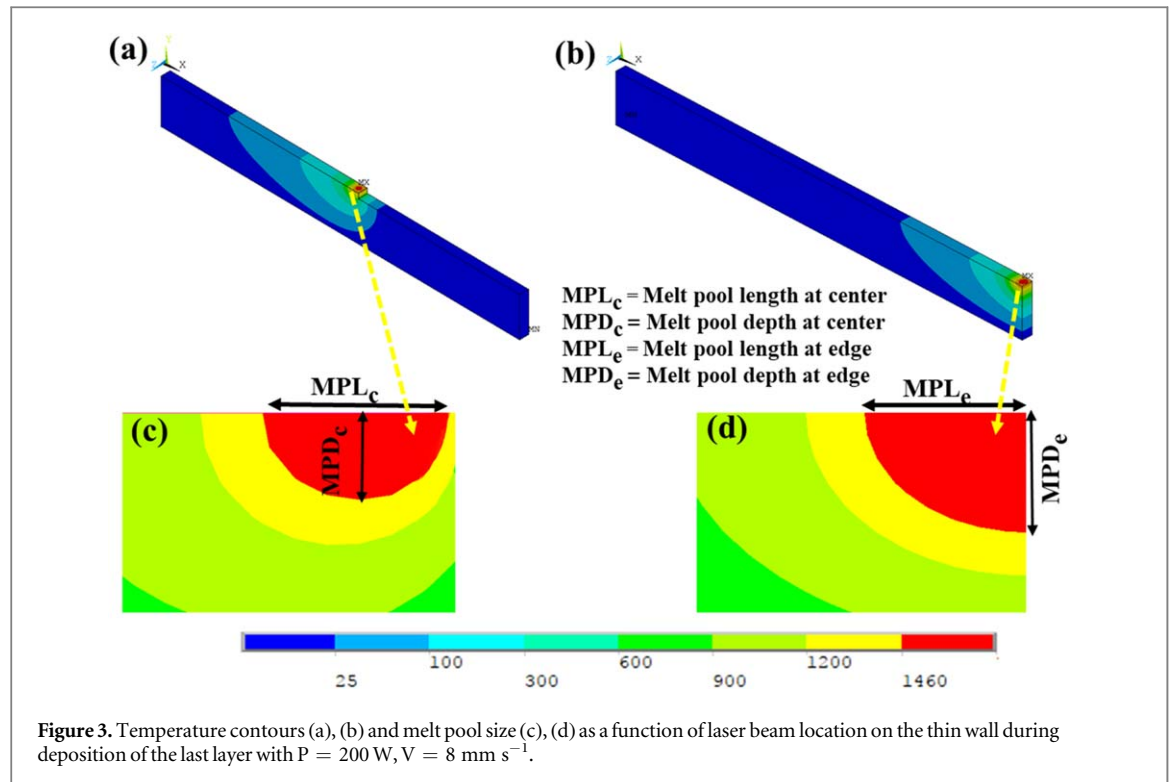 (a)
Y
Z
X
MX
MN
(b)
X
MX
MPLc = Melt pool length at center
MPDc = Melt pool depth at center
MPLe = Melt pool length at edge
MPDe = Melt pool depth at edge
MPLc
(c)
MPDc
MPLe
(d)
MPDe
100 600 1200
25 300 900 1460
Figure 3. Temperature contours (a), (b) and melt pool size (c), (d) as a function of laser beam location on the thin wall during
deposition of the last layer with P = 200 W, V = 8 mm s⁻¹.